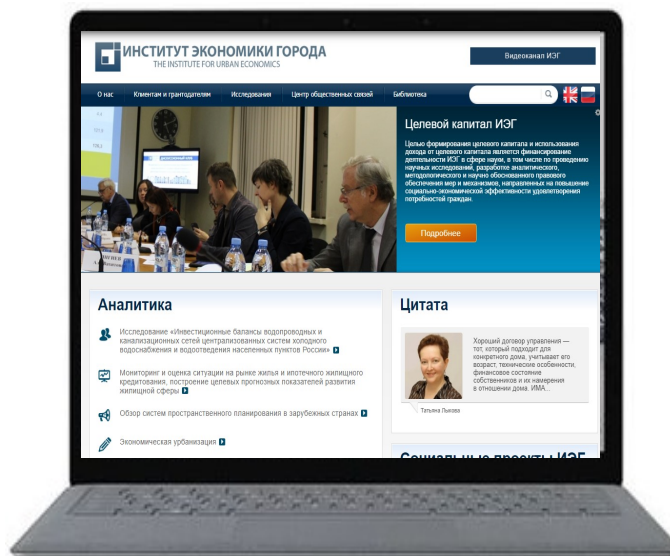 ИНСТИТУТ ЭКОНОМИКИ ГОРОДА
THE INSTITUTE FOR URBAN ECONOMICS
Видеоканал ИЭГ
О нас Клиентам и грантодателям Исследования Центр общественных связей Библиотека
Целевой капитал ИЭГ
Целью формирования целевого капитала и использования
дохода от целевого капитала является финансирование
деятельности ИЭГ в сфере науки, в том числе по проведению
научных исследований, разработке аналитического,
методологического и научно обоснованного правового
обеспечения мер и механизмов, направленных на повышение
социально-экономической эффективности удовлетворения
потребностей граждан.
Подробнее
Аналитика
Исследование «Инвестиционные балансы водопроводных и
канализационных сетей централизованных систем холодного
водоснабжения и водоотведения населенных пунктов России»
Мониторинг и оценка ситуации на рынке жилья и ипотечного жилищного
кредитования, построение целевых прогнозных показателей развития
жилищной сферы
Обзор систем пространственного планирования в зарубежных странах
Экономическая урбанизация
Цитата
Хороший договор управления —
тот, который подходит для
конкретного дома, учитывает его
возраст, технические особенности,
финансовое состояние
собственников и их намерения
в отношении дома. ИМА...
Татьяна Лыкова
Социальные проекты ИЭГ